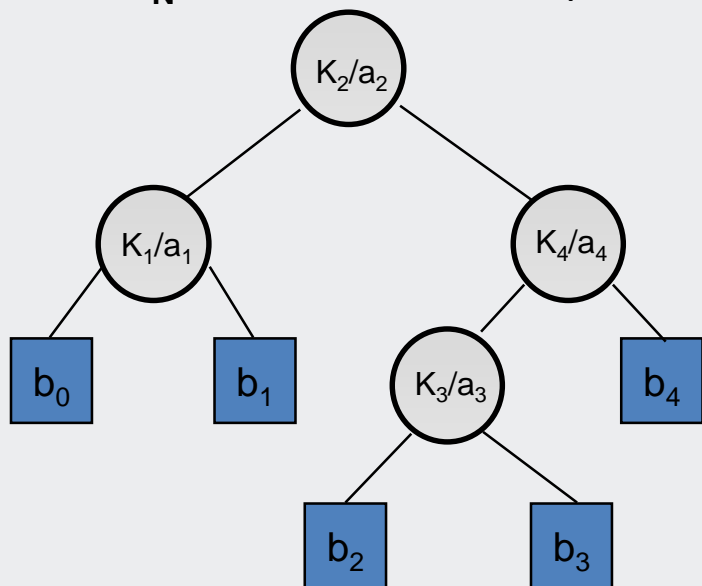 N
K₂/a₂
K₁/a₁
K₄/a₄
b₀
b₁
K₃/a₃
b₄
b₂
b₃